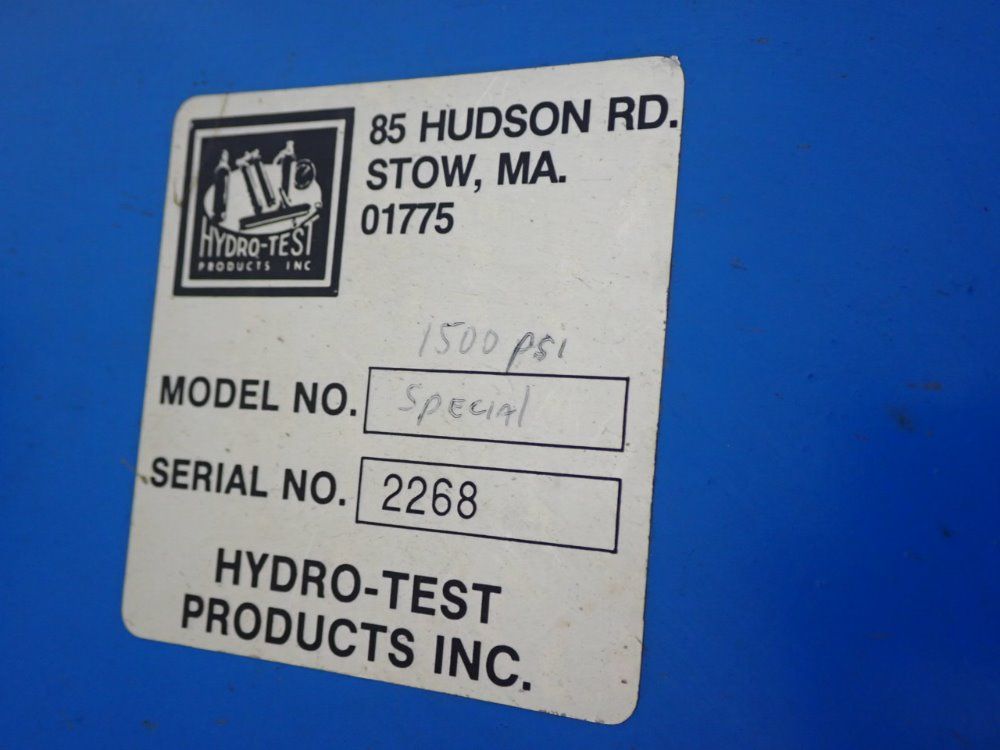 85 HUDSON RD.
STOW, MA.
01775
HYDRO-TEST
PRODUCTS INC
1500 psi
MODEL NO. SPECIAl
SERIAL NO. 2268
HYDRO-TEST
PRODUCTS INC.